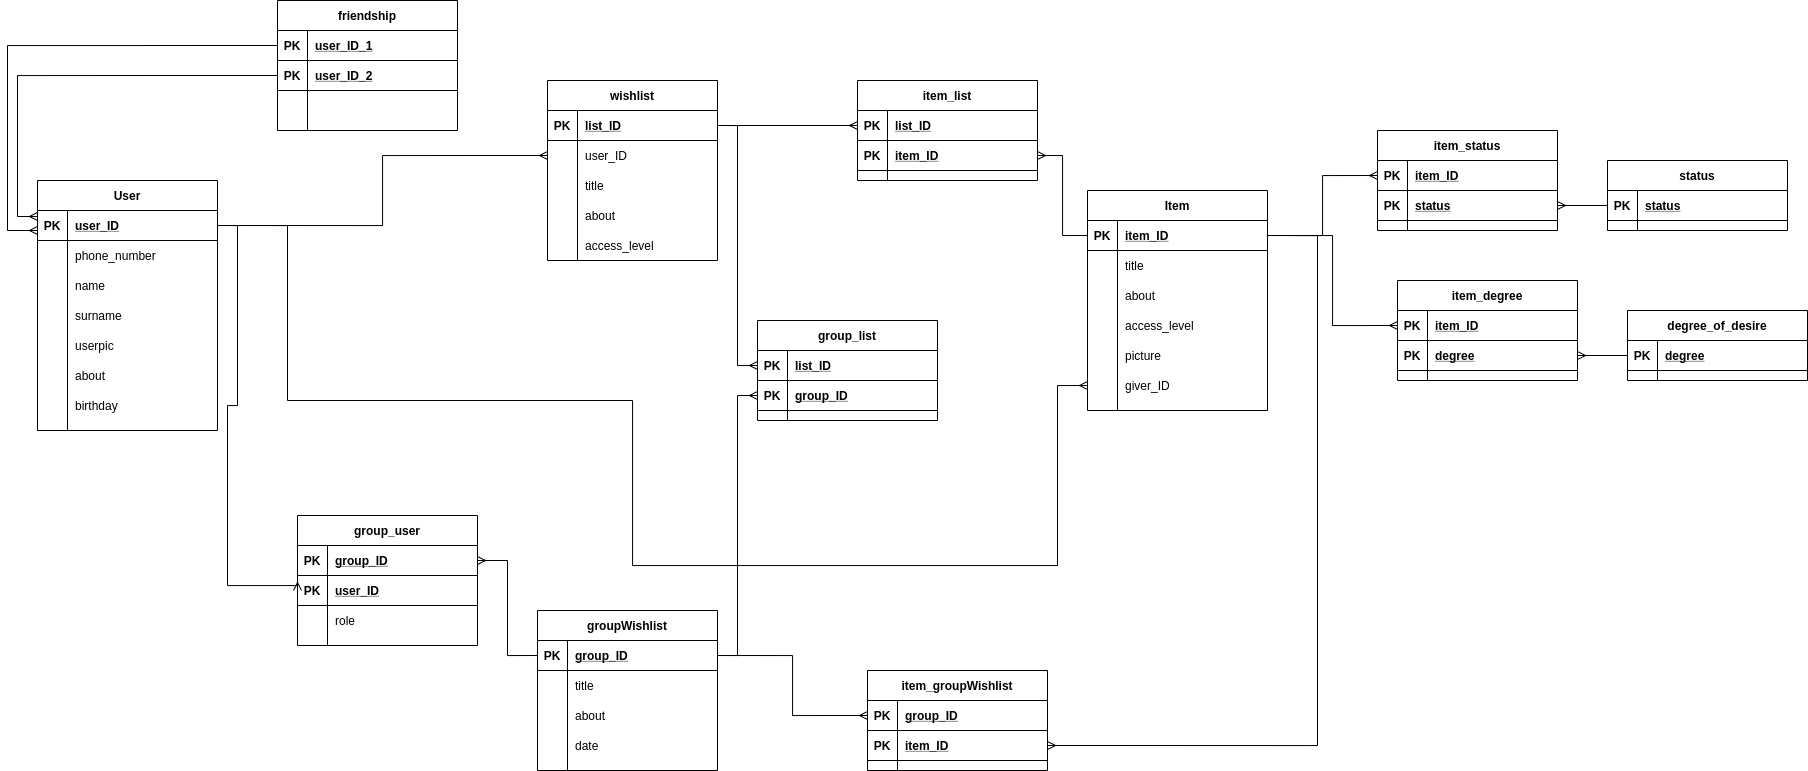 friendship
PK user_ID_1
PK user_ID_2
User
PK user_ID
phone_number
name
surname
userpic
about
birthday
wishlist
PK list_ID
user_ID
title
about
access_level
item_list
PK list_ID
PK item_ID
group_list
PK list_ID
PK group_ID
Item
PK item_ID
title
about
access_level
picture
giver_ID
item_status
PK item_ID
PK status
status
PK status
item_degree
PK item_ID
PK degree
degree_of_desire
PK degree
group_user
PK group_ID
PK user_ID
role
groupWishlist
PK group_ID
title
about
date
item_groupWishlist
PK group_ID
PK item_ID